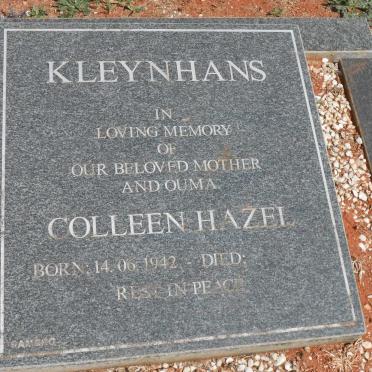 KLEYNHANS
IN
LOVING MEMORY
OF
OUR BELOVED MOTHER
AND OUMA
COLLEEN HAZEL
BORN: 14.06.1942 - DIED:
REST IN PEACE